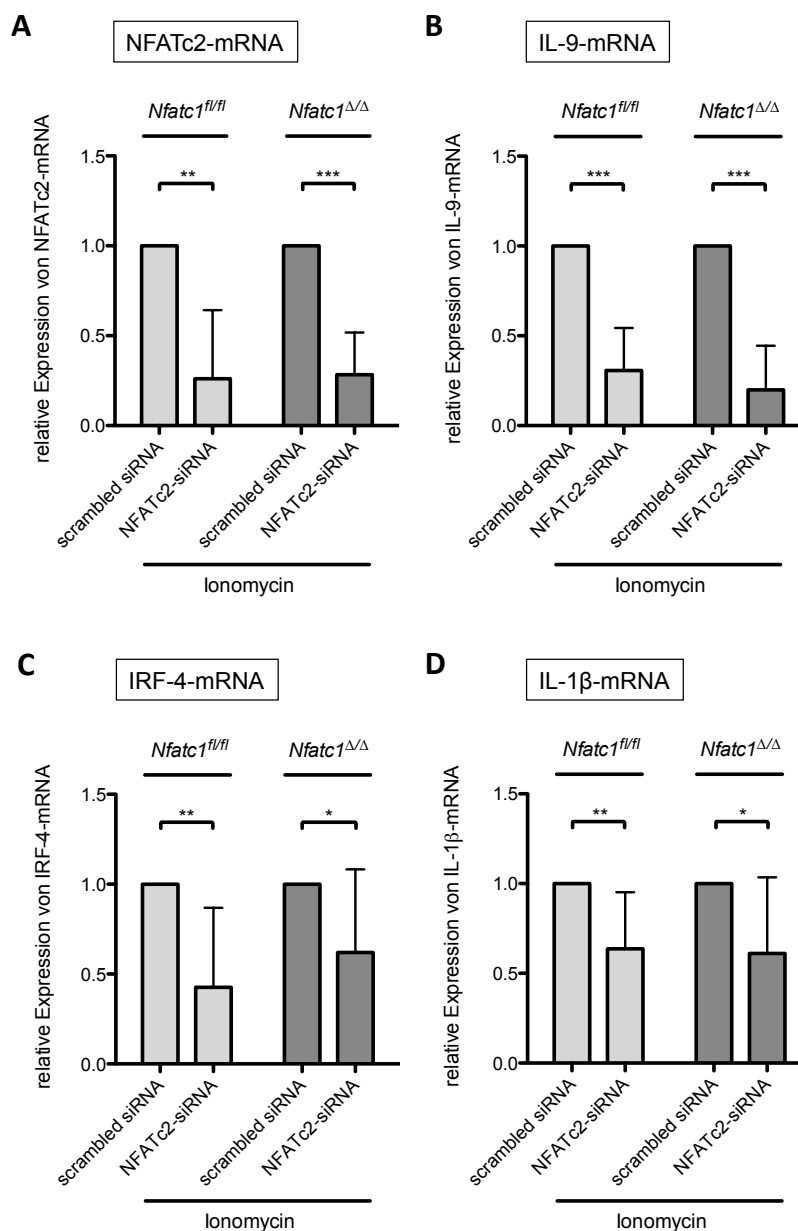 A
NFATc2-mRNA
Nfatc1fl/fl
Nfatc1Δ/Δ
relative Expression von NFATc2-mRNA
1.5
1.0
0.5
0.0
**
***
scrambled siRNA
NFATc2-siRNA
scrambled siRNA
NFATc2-siRNA
Ionomycin
B
IL-9-mRNA
Nfatc1fl/fl
Nfatc1Δ/Δ
relative Expression von IL-9-mRNA
1.5
1.0
0.5
0.0
***
***
scrambled siRNA
NFATc2-siRNA
scrambled siRNA
NFATc2-siRNA
Ionomycin
C
IRF-4-mRNA
Nfatc1fl/fl
Nfatc1Δ/Δ
relative Expression von IRF-4-mRNA
1.5
1.0
0.5
0.0
**
*
scrambled siRNA
NFATc2-siRNA
scrambled siRNA
NFATc2-siRNA
Ionomycin
D
IL-1β-mRNA
Nfatc1fl/fl
Nfatc1Δ/Δ
relative Expression von IL-1β-mRNA
1.5
1.0
0.5
0.0
**
*
scrambled siRNA
NFATc2-siRNA
scrambled siRNA
NFATc2-siRNA
Ionomycin